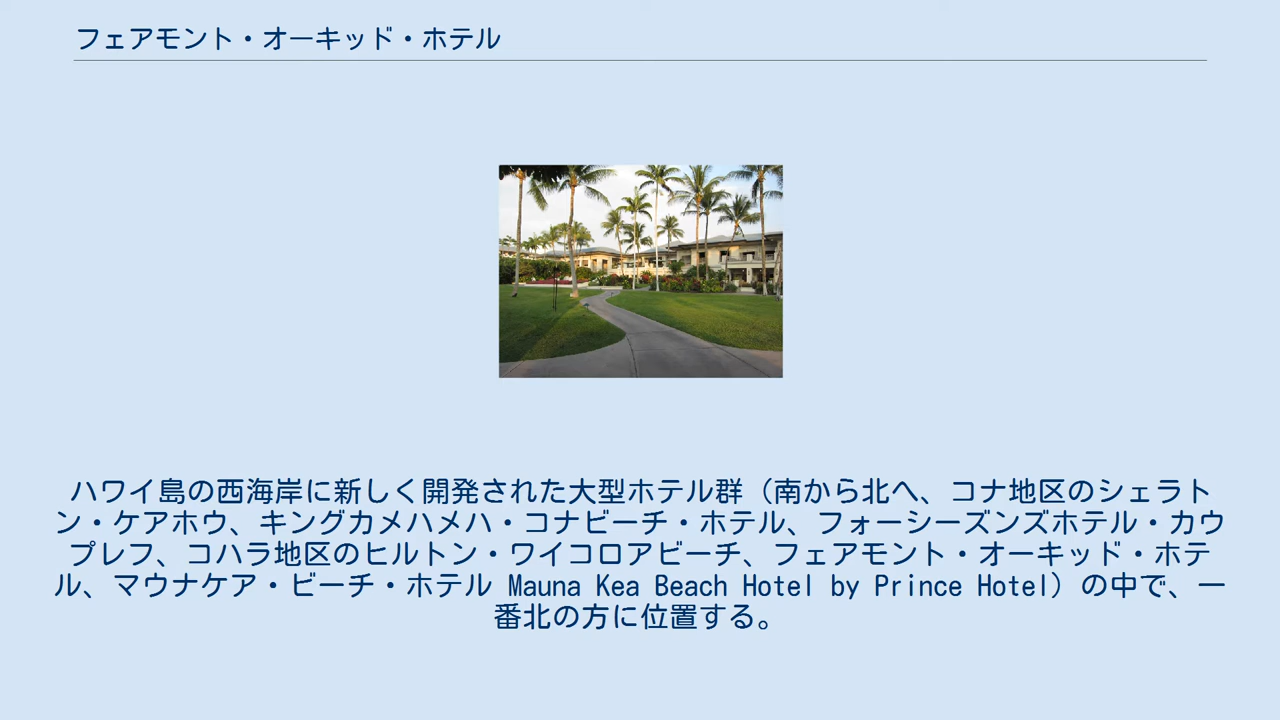 フェアモント・オーキッド・ホテル
ハワイ島の西海岸に新しく開発された大型ホテル群（南から北へ、コナ地区のシェラト
ン・ケアホウ、キングカメハメハ・コナビーチ・ホテル、フォーシーズンズホテル・カウ
プレフ、コハラ地区のヒルトン・ワイコロアビーチ、フェアモント・オーキッド・ホテ
ル、マウナケア・ビーチ・ホテル Mauna Kea Beach Hotel by Prince Hotel）の中で、一
番北の方に位置する。